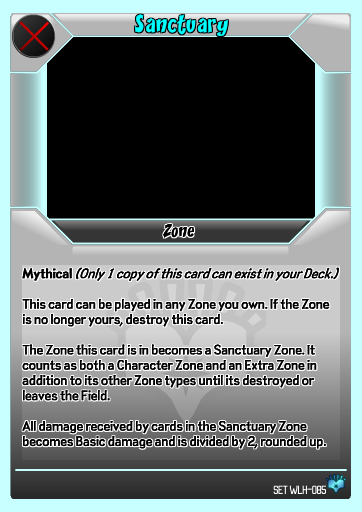 Sanctuary
Zone
Mythical (Only 1 copy of this card can exist in your Deck.)
This card can be played in any Zone you own. If the Zone
is no longer yours, destroy this card.
The Zone this card is in becomes a Sanctuary Zone. It
counts as both a Character Zone and an Extra Zone in
addition to its other Zone types until its destroyed or
leaves the Field.
All damage received by cards in the Sanctuary Zone
becomes Basic damage and is divided by 2, rounded up.
SET WLH-085